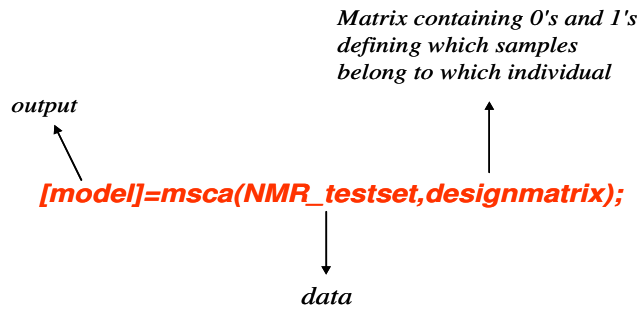 Matrix containing 0's and 1's
defining which samples
belong to which individual
output
[model]=msca(NMR_testset,designmatrix);
data